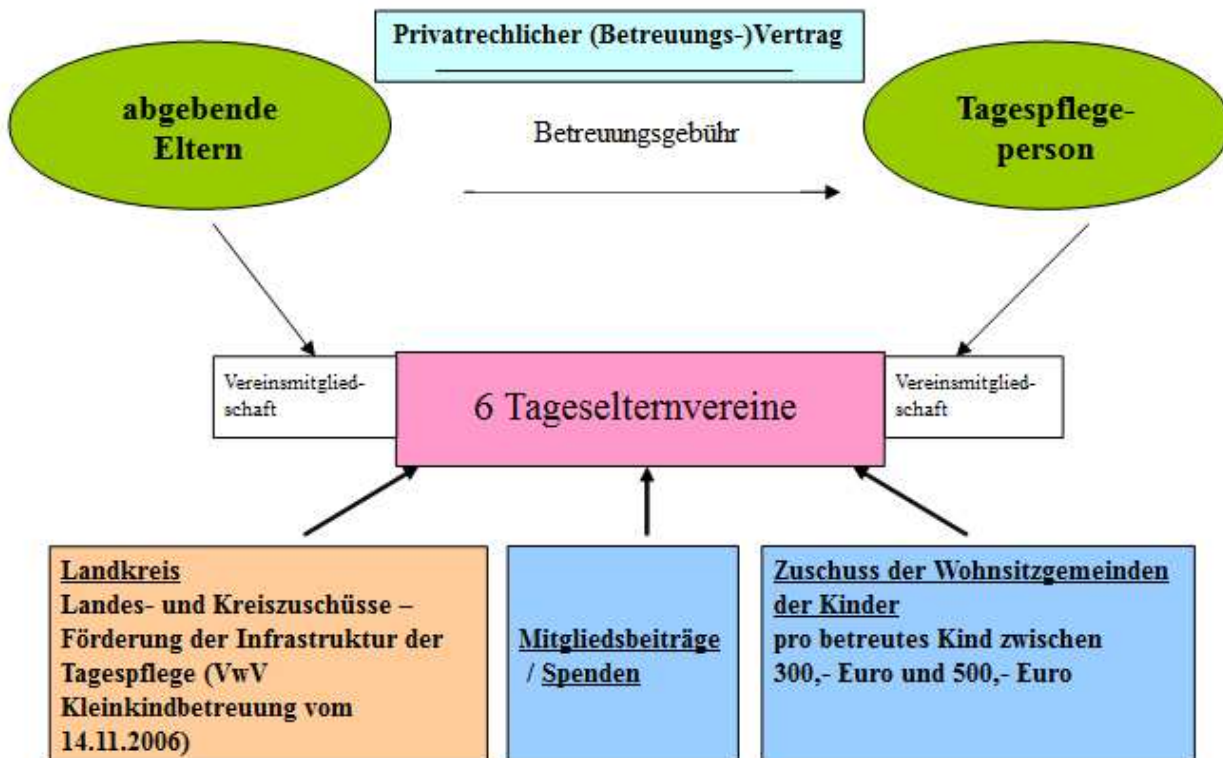 Privatrechlicher (Betreuungs-)Vertrag
abgebende
Eltern
Betreuungsgebühr
Tagespflege-
person
Vereinsmitglied-
schaft
6 Tageselternvereine
Vereinsmitglied-
schaft
Landkreis
Landes- und Kreiszuschüsse –
Förderung der Infrastruktur der
Tagespflege (VwV
Kleinkindbetreuung vom
14.11.2006)
Mitgliedsbeiträge
/ Spenden
Zuschuss der Wohnsitzgemeinden
der Kinder
pro betreutes Kind zwischen
300,- Euro und 500,- Euro